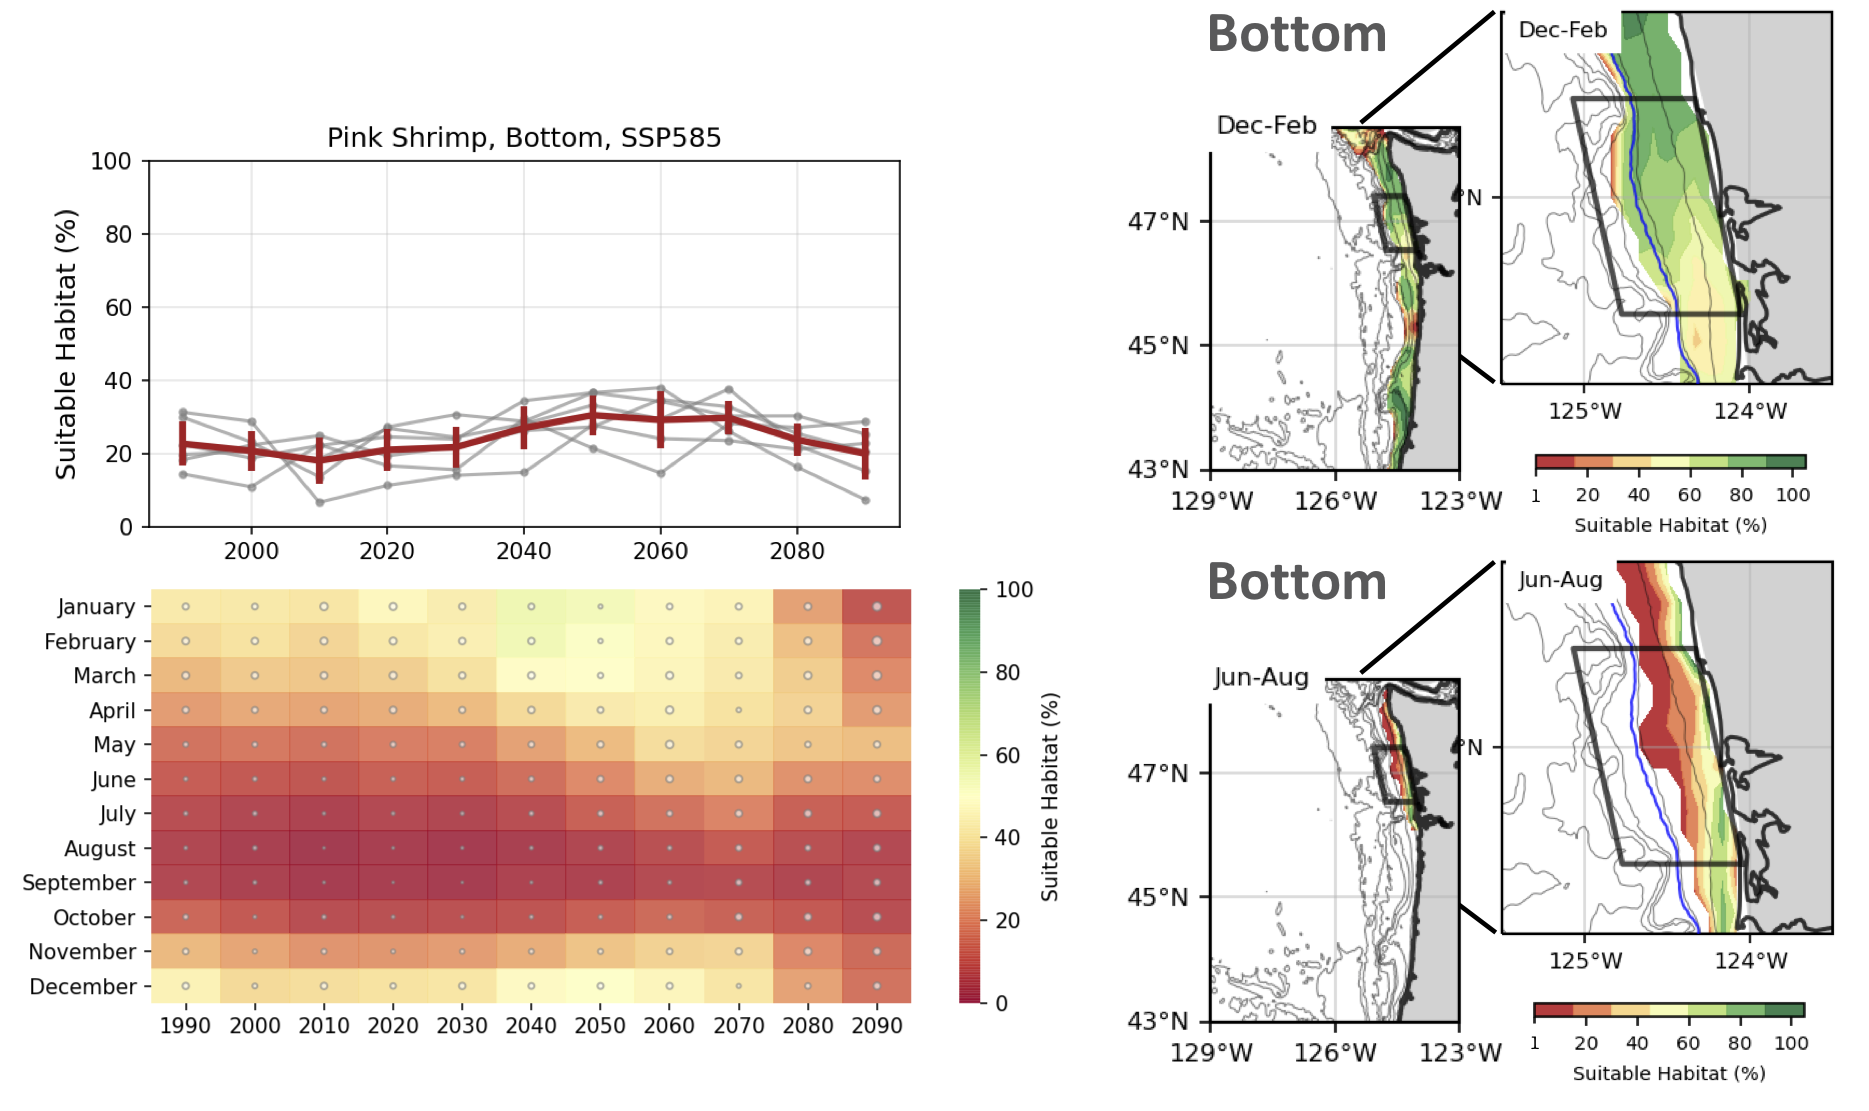 Pink Shrimp, Bottom, SSP585
Suitable Habitat (%)
100
80
60
40
20
0
2000 2020 2040 2060 2080
January
February
March
April
May
June
July
August
September
October
November
December
1990 2000 2010 2020 2030 2040 2050 2060 2070 2080 2090
100
80
60
40
20
0
Suitable Habitat (%)
Bottom
Dec-Feb
47°N
45°N
43°N
129°W 126°W 123°W
Dec-Feb
°N
125°W 124°W
1 20 40 60 80 100
Suitable Habitat (%)
Bottom
Jun-Aug
47°N
45°N
43°N
129°W 126°W 123°W
Jun-Aug
°N
125°W 124°W
1 20 40 60 80 100
Suitable Habitat (%)